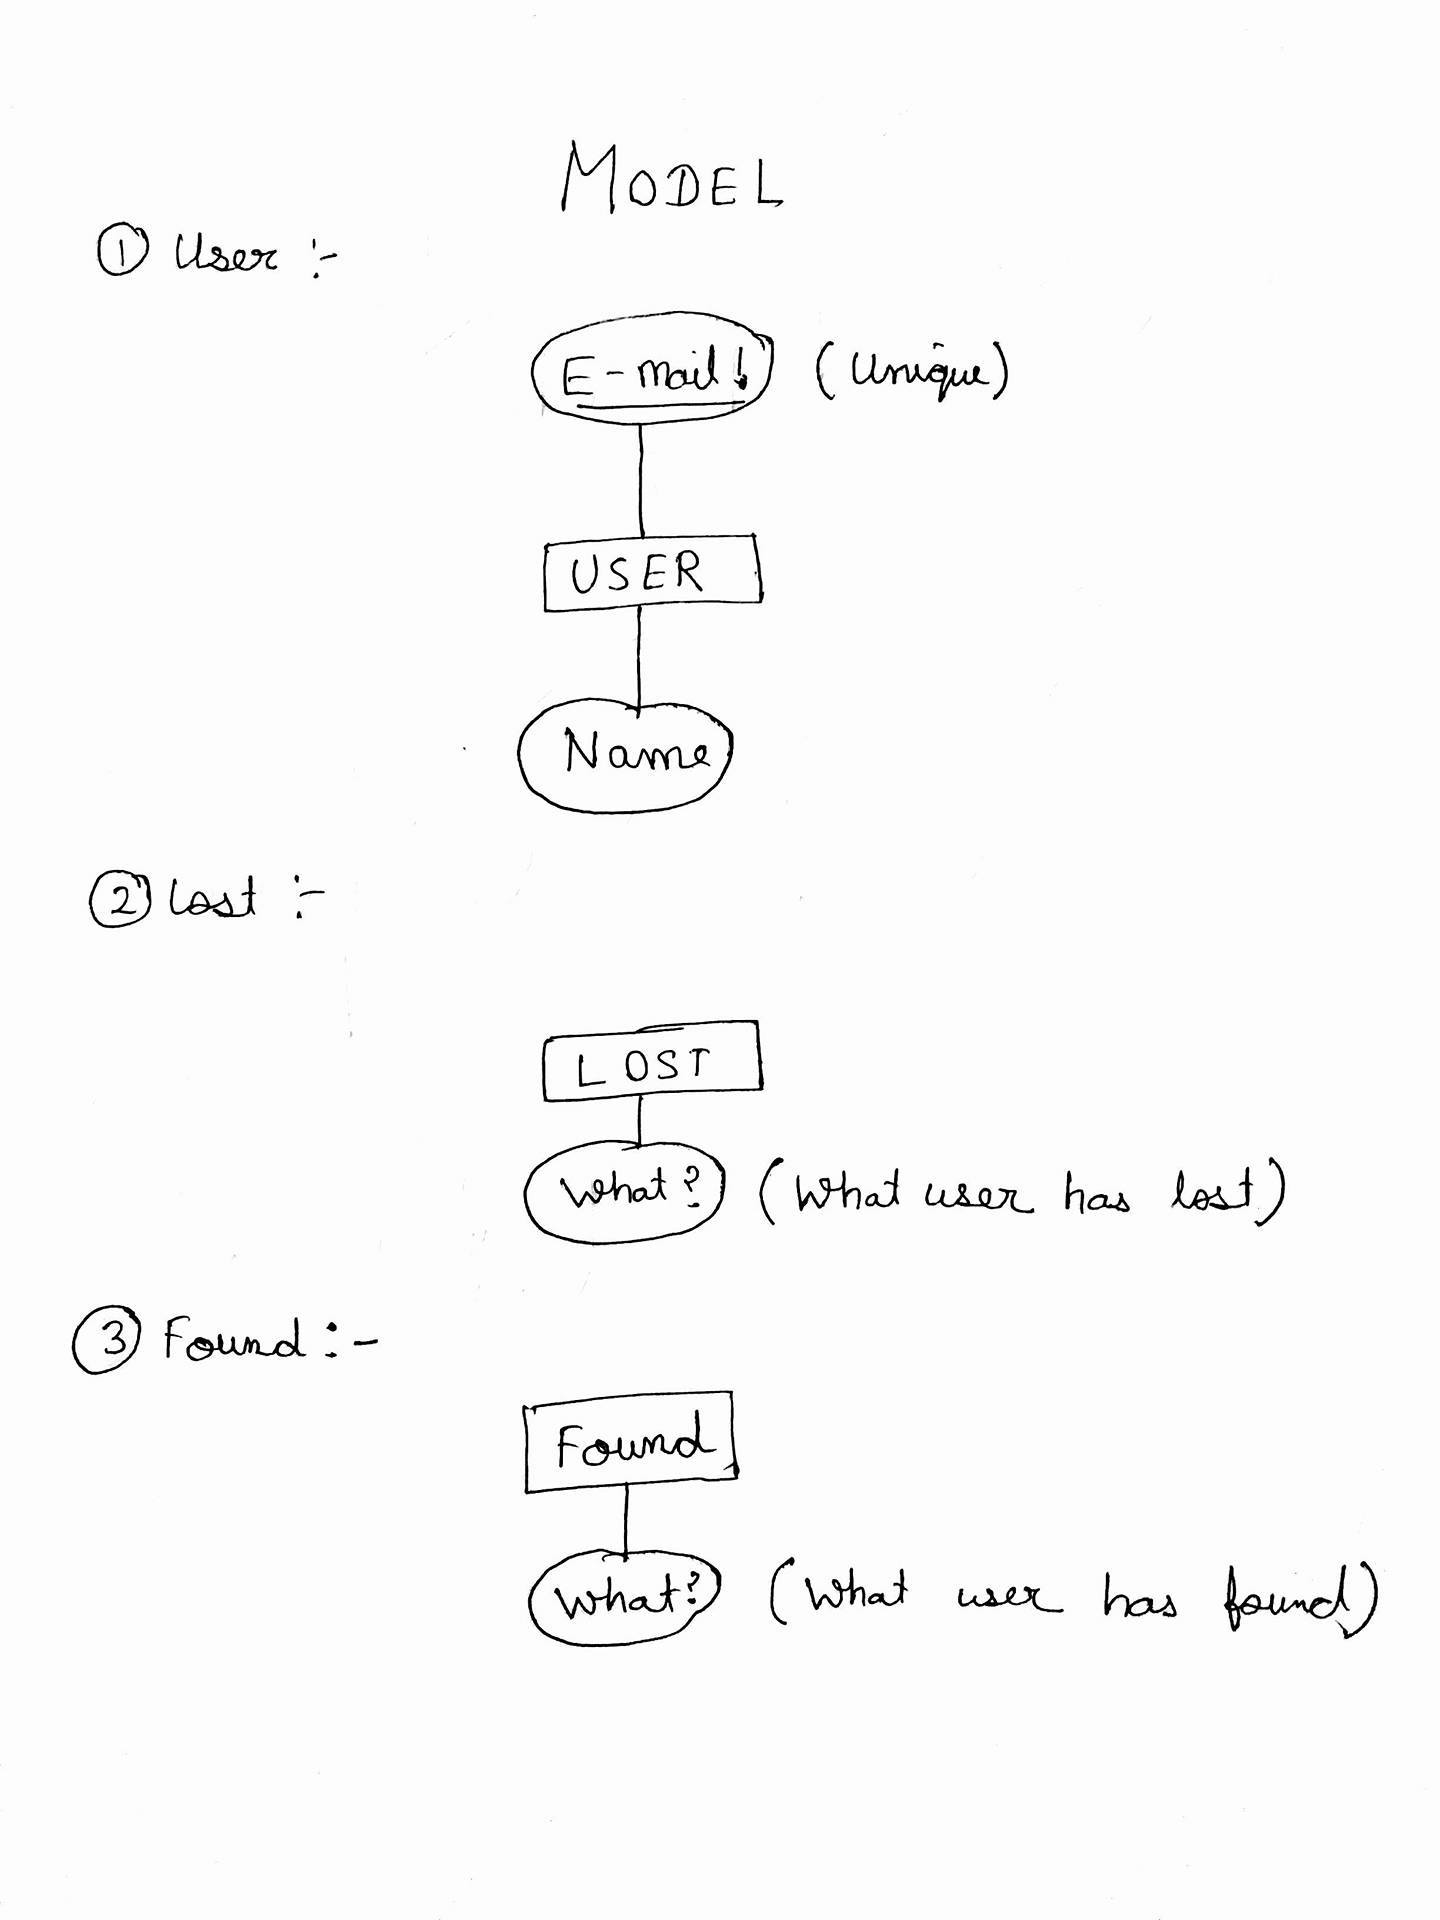 MODEL
① User :-
E-mail! (Unique)
USER
Name
② Lost :-
LOST
What? (What user has lost)
③ Found :-
Found
What? (What user has found)